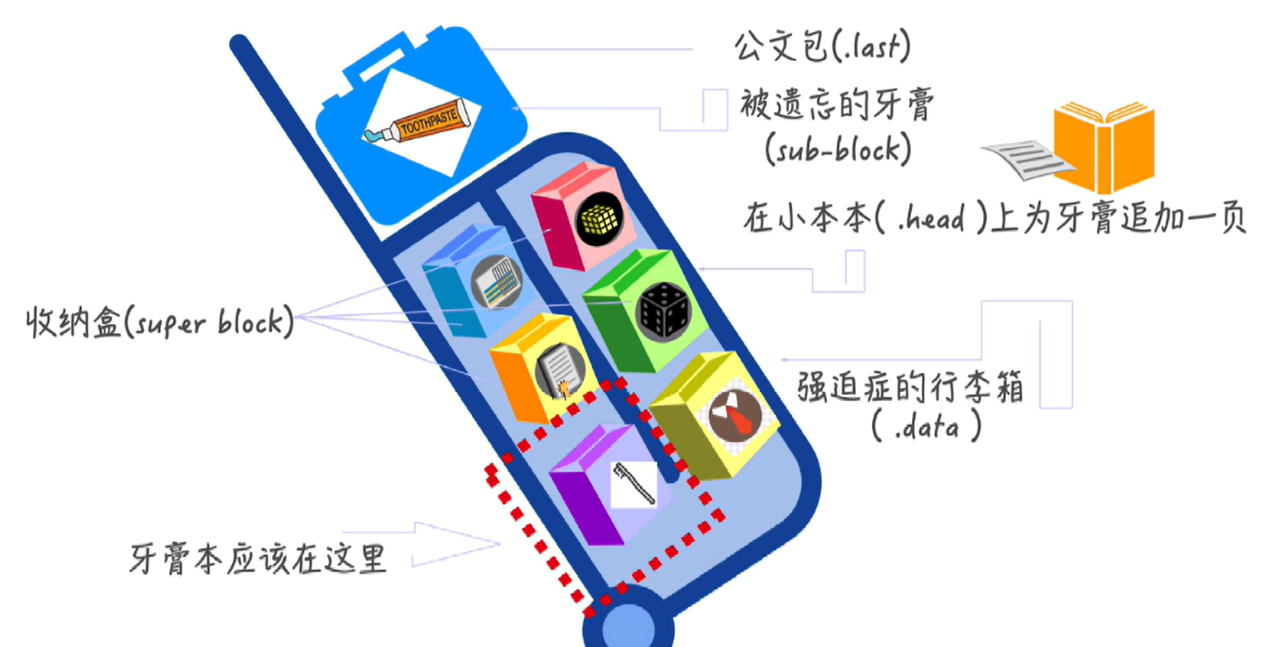 公文包(.last)
TOOTHPASTE
被遗忘的牙膏
(sub-block)
在小本本( .head )上为牙膏追加一页
收纳盒(super block)
强迫症的行李箱
( .data )
牙膏本应该在这里